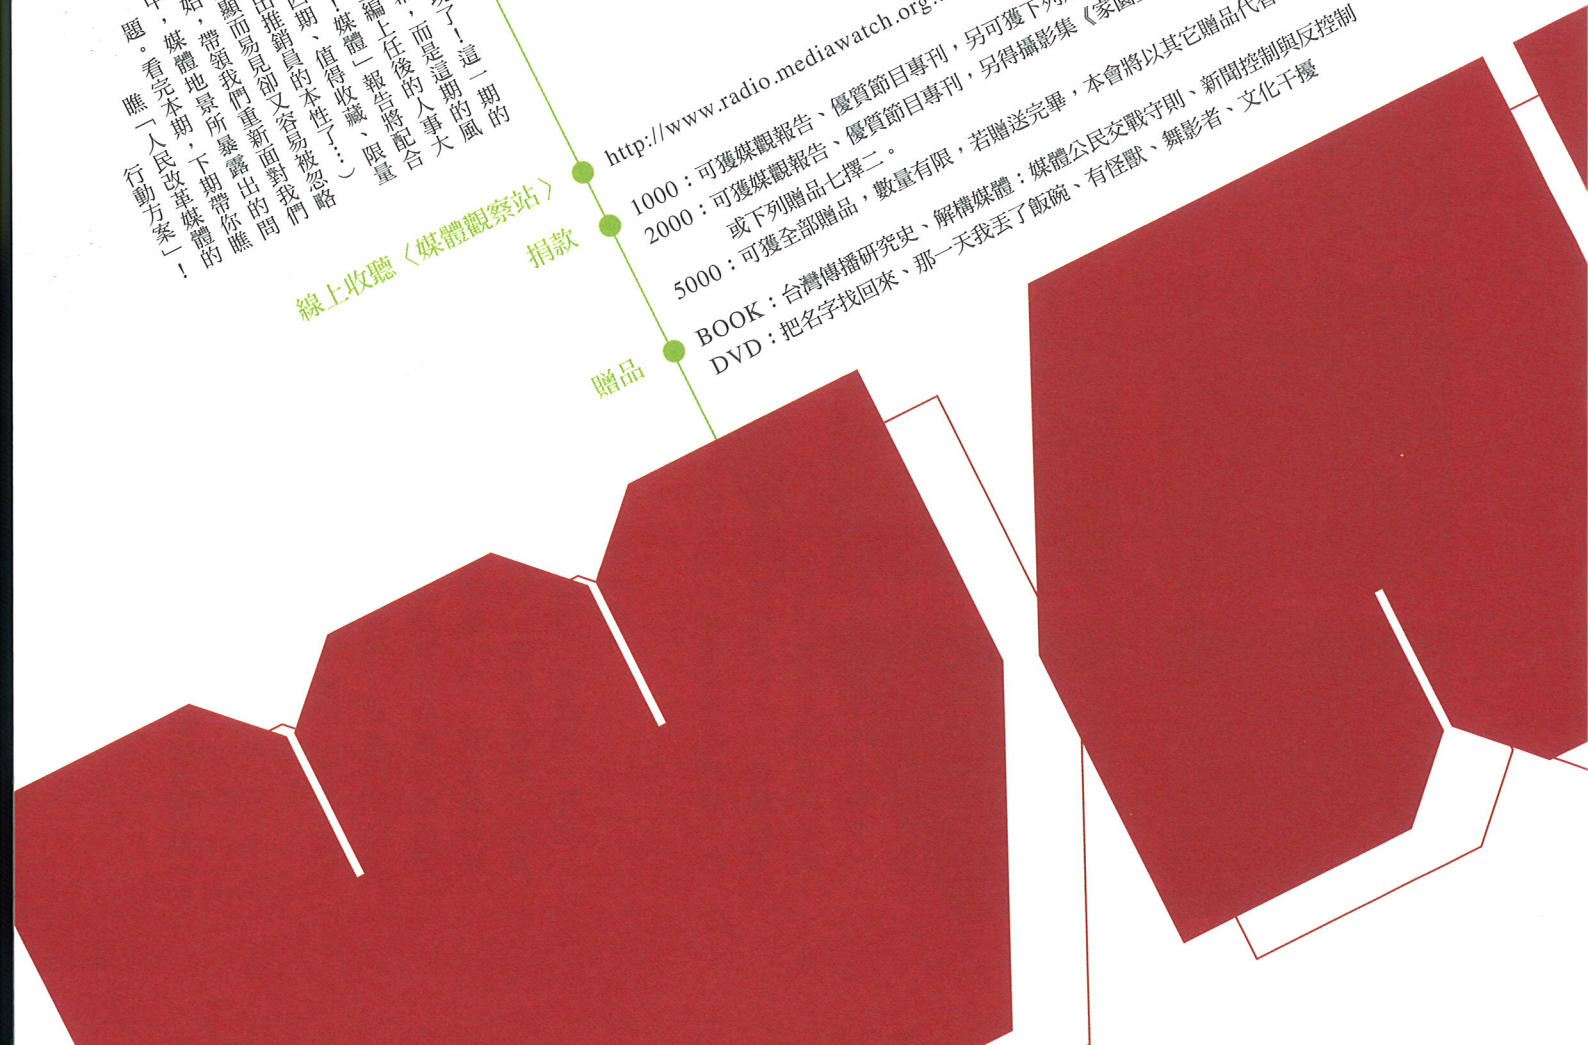 了！這一期的
，而是這期的風
編上任後的人事大
！媒體」報告將配合
四期、值得收藏、限量
出推銷員的本性了…）
顯而易見卻又容易被忽略
始，帶領我們重新面對我們
中，媒體地景所暴露出的問
題。看完本期，下期帶你瞧
瞧「人民改革媒體的
行動方案」！
線上收聽〈媒體觀察站〉
http://www.radio.mediawatch.org.
捐款
1000：可獲媒觀報告、優質節目專刊，另可獲下列
2000：可獲媒觀報告、優質節目專刊，另得攝影集《家國
或下列贈品七擇二。
5000：可獲全部贈品，數量有限，若贈送完畢，本會將以其它贈品代
贈品
BOOK：台灣傳播研究史、解構媒體：媒體公民交戰守則、新聞控制與反控制
DVD：把名字找回來、那一天我丟了飯碗、有怪獸、舞影者、文化干擾